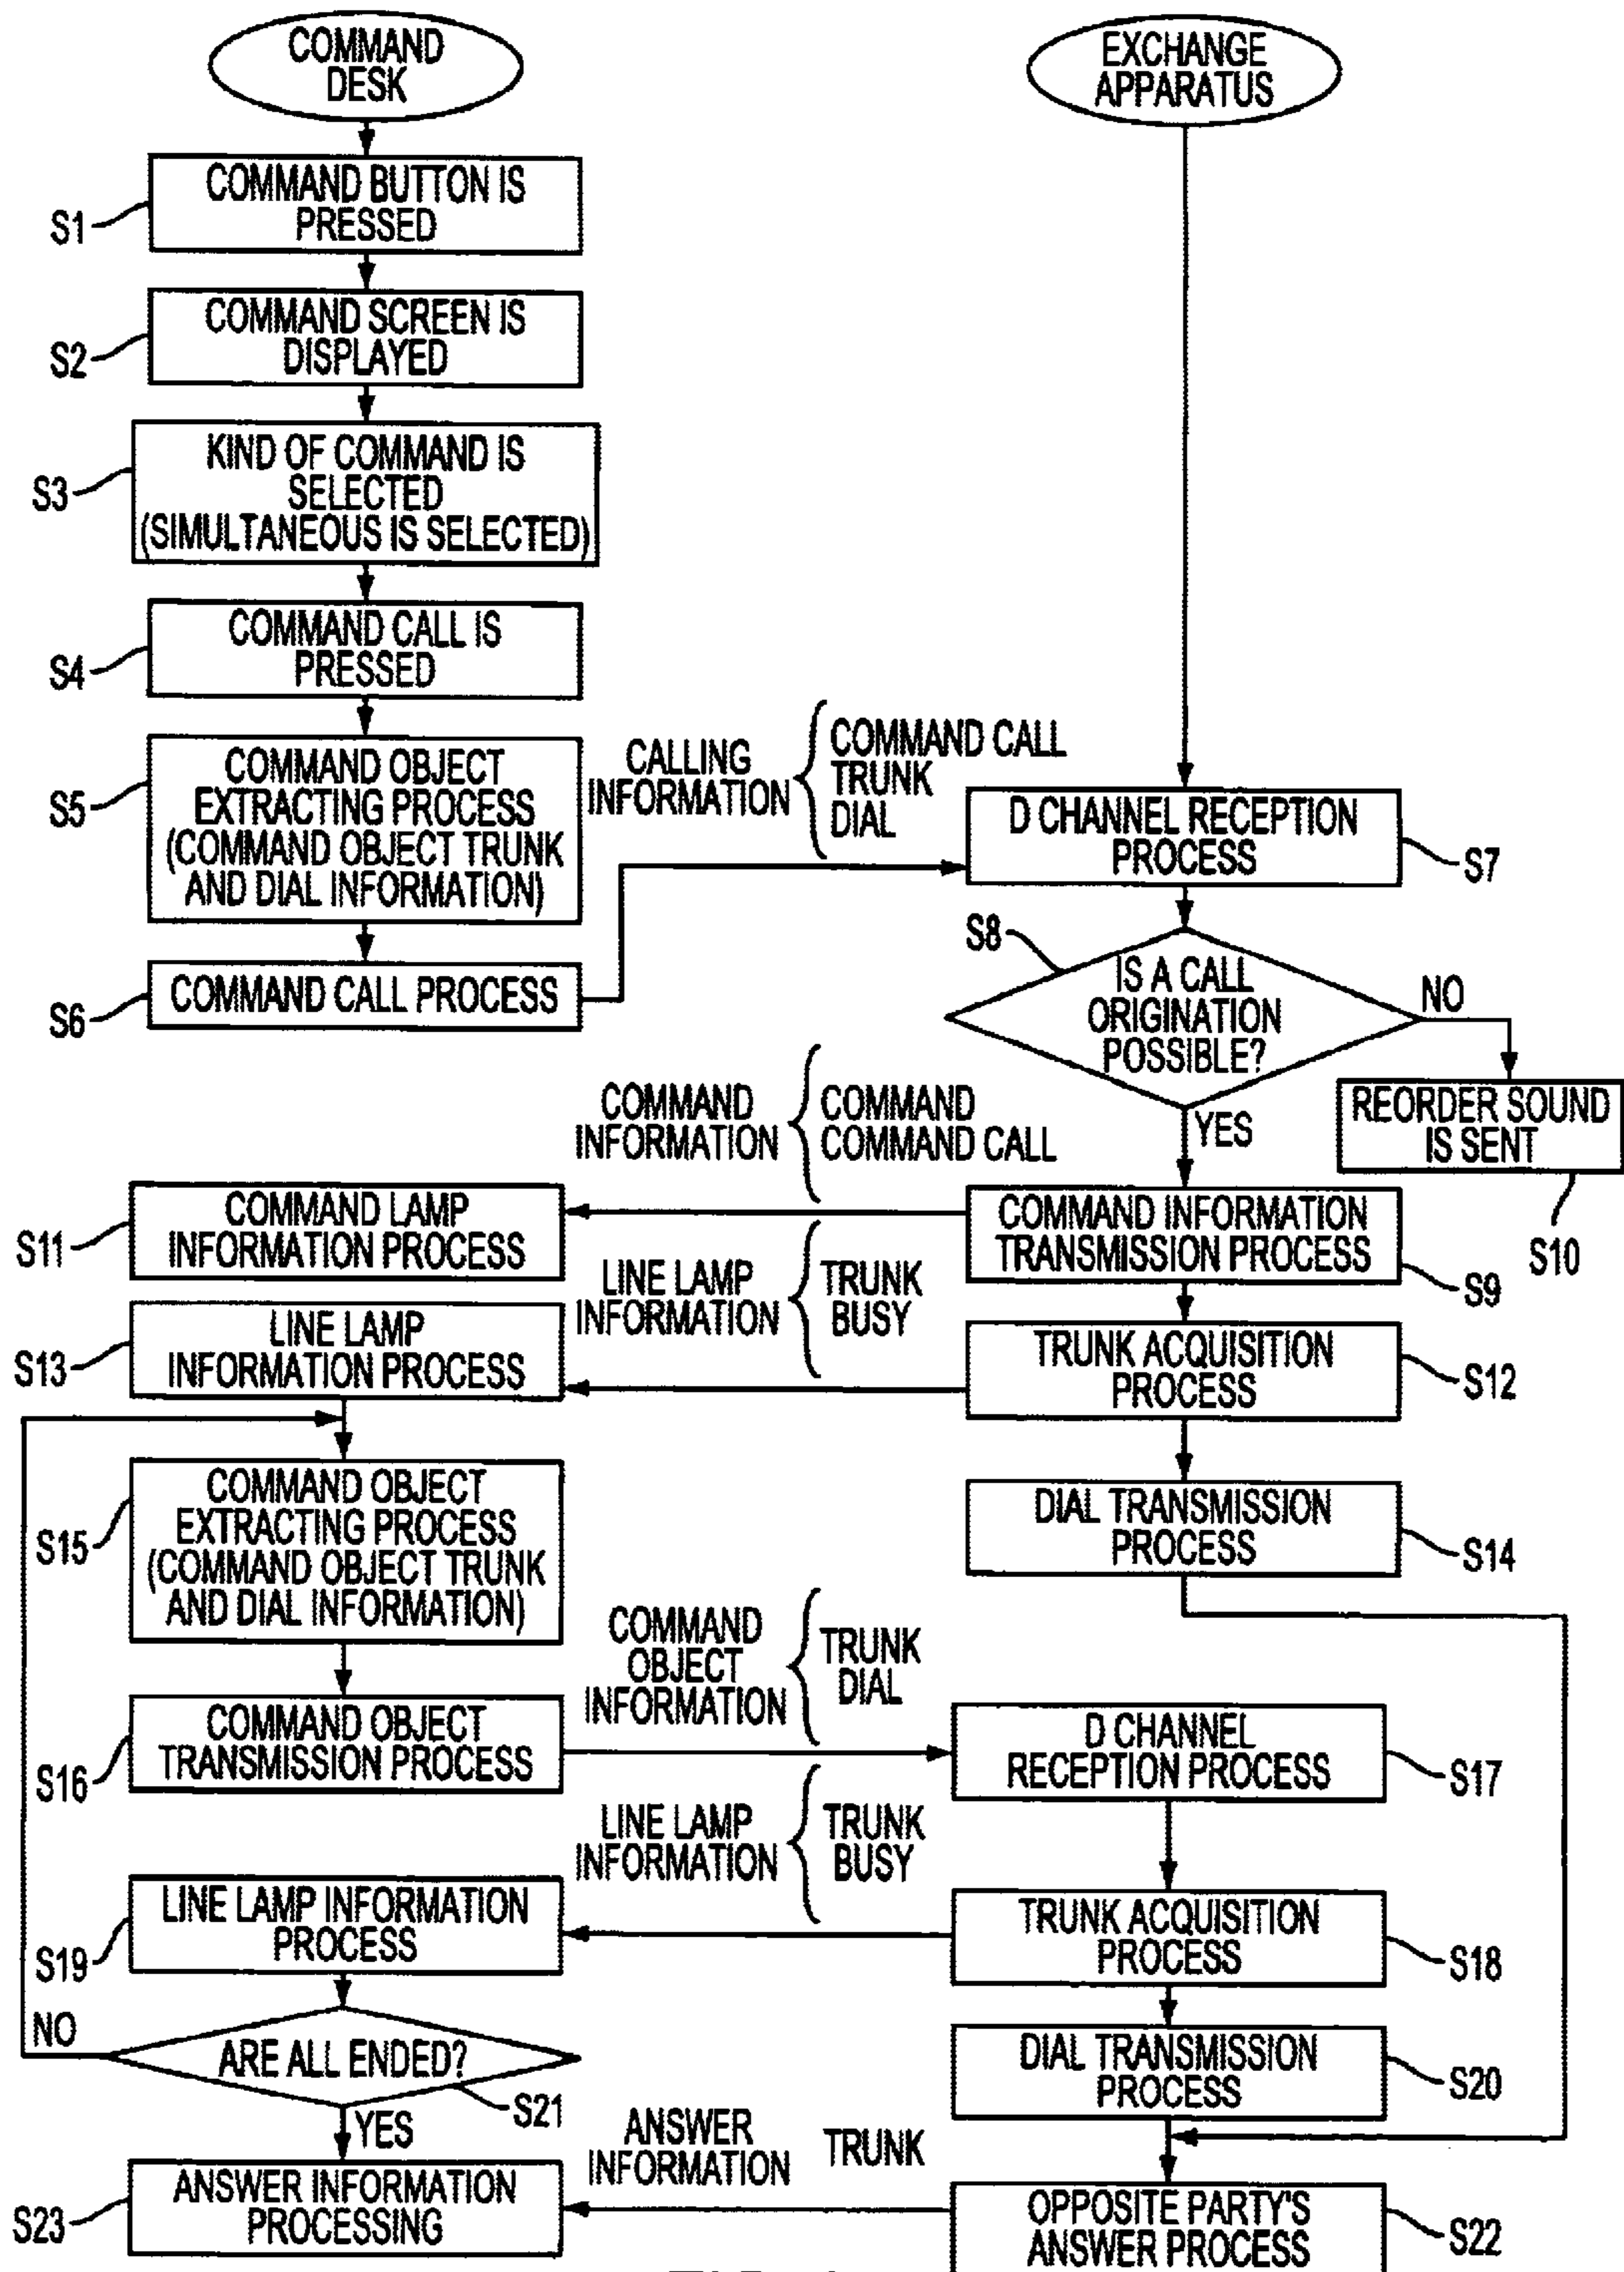 COMMAND
DESK
EXCHANGE
APPARATUS
S1
COMMAND BUTTON IS
PRESSED
S2
COMMAND SCREEN IS
DISPLAYED
S3
KIND OF COMMAND IS
SELECTED
(SIMULTANEOUS IS SELECTED)
S4
COMMAND CALL IS
PRESSED
S5
COMMAND OBJECT
EXTRACTING PROCESS
(COMMAND OBJECT TRUNK
AND DIAL INFORMATION)
CALLING
INFORMATION
COMMAND CALL
TRUNK
DIAL
D CHANNEL RECEPTION
PROCESS
S7
S6
COMMAND CALL PROCESS
S8
IS A CALL
ORIGINATION
POSSIBLE?
NO
YES
REORDER SOUND
IS SENT
S10
COMMAND
INFORMATION
COMMAND
COMMAND CALL
S11
COMMAND LAMP
INFORMATION PROCESS
COMMAND INFORMATION
TRANSMISSION PROCESS
S9
LINE LAMP
INFORMATION
TRUNK
BUSY
S13
LINE LAMP
INFORMATION PROCESS
TRUNK ACQUISITION
PROCESS
S12
S15
COMMAND OBJECT
EXTRACTING PROCESS
(COMMAND OBJECT TRUNK
AND DIAL INFORMATION)
DIAL TRANSMISSION
PROCESS
S14
COMMAND
OBJECT
INFORMATION
TRUNK
DIAL
S16
COMMAND OBJECT
TRANSMISSION PROCESS
D CHANNEL
RECEPTION PROCESS
S17
LINE LAMP
INFORMATION
TRUNK
BUSY
S19
LINE LAMP INFORMATION
PROCESS
TRUNK ACQUISITION
PROCESS
S18
NO
ARE ALL ENDED?
S21
YES
DIAL TRANSMISSION
PROCESS
S20
ANSWER
INFORMATION
TRUNK
S23
ANSWER INFORMATION
PROCESSING
OPPOSITE PARTY'S
ANSWER PROCESS
S22